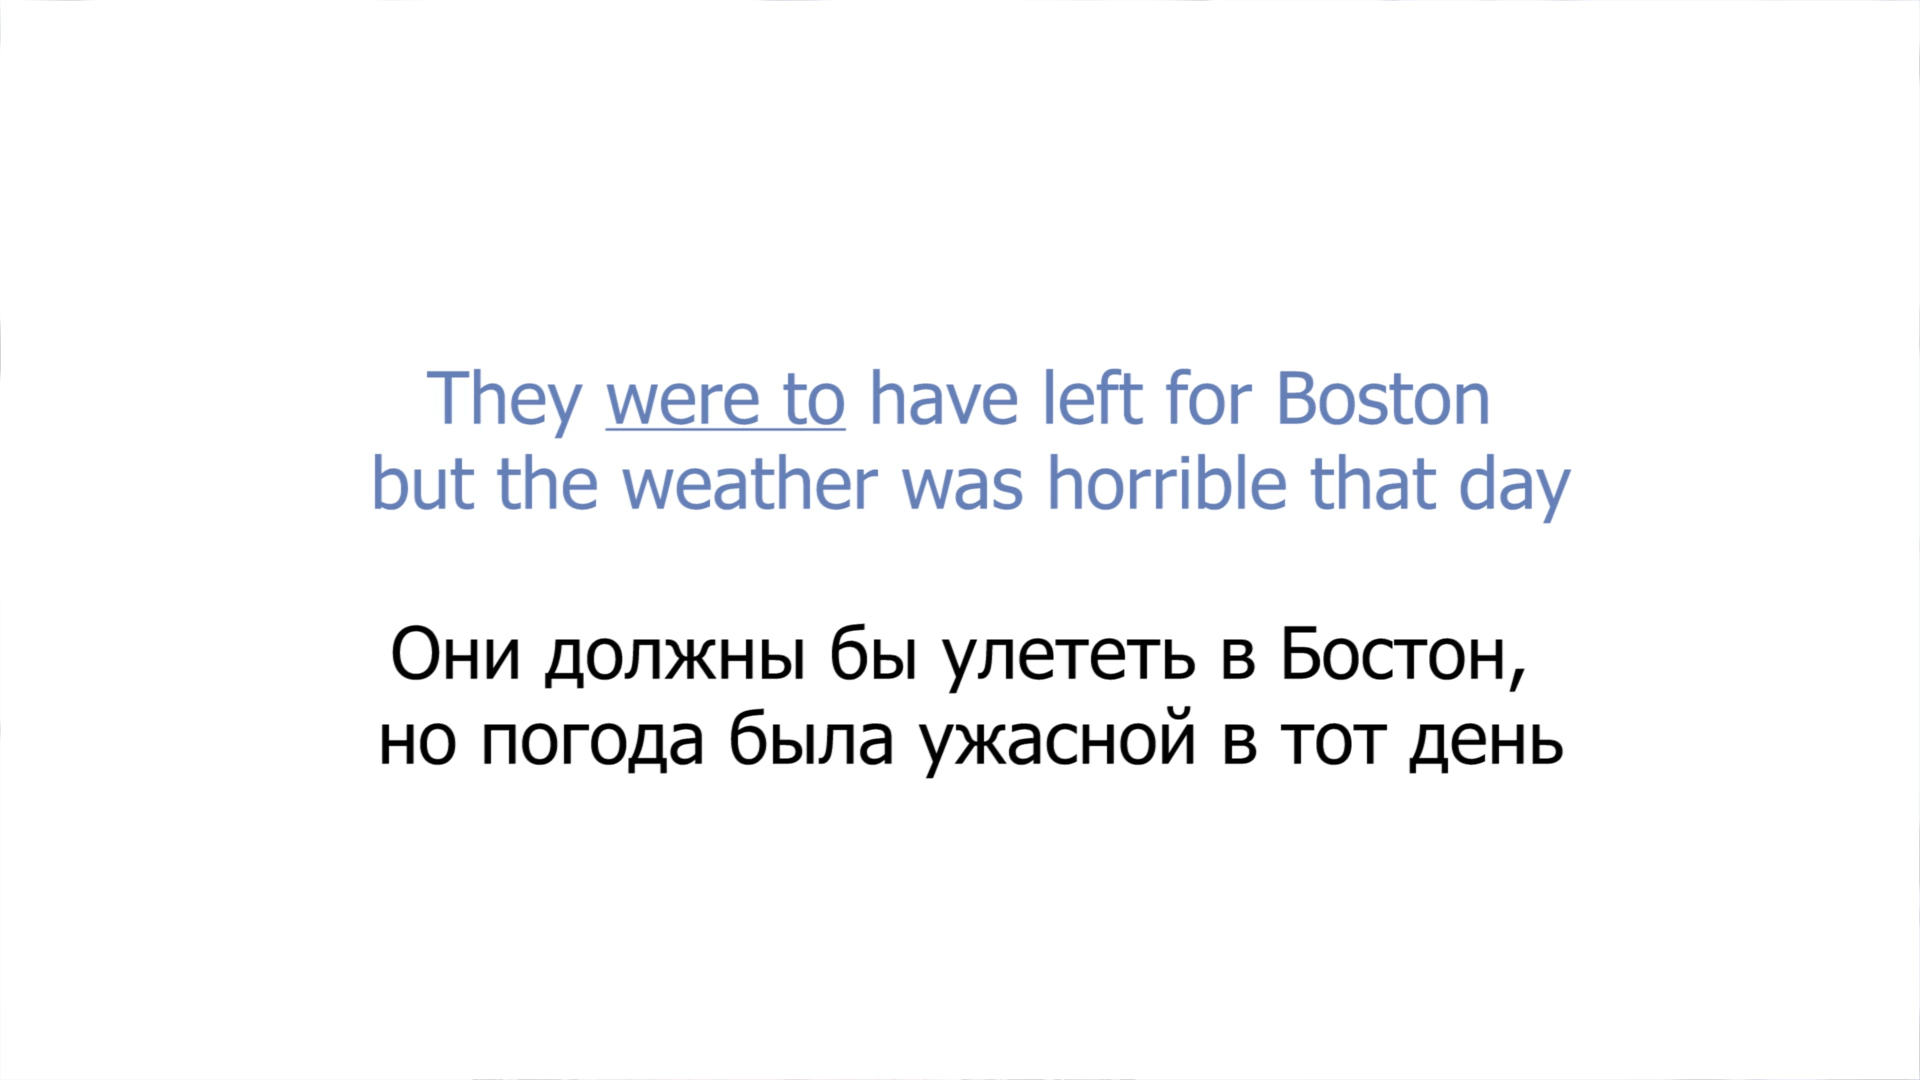 They were to have left for Boston
but the weather was horrible that day
Они должны бы улететь в Бостон,
но погода была ужасной в тот день